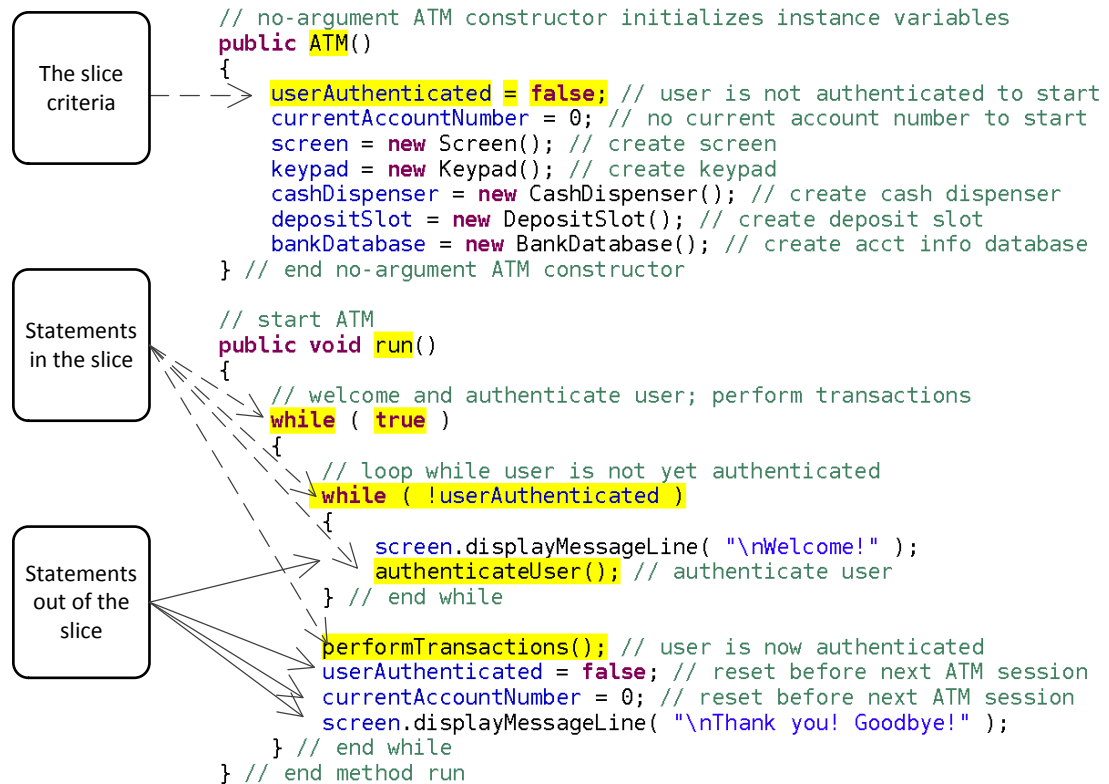 The slice
criteria
// no-argument ATM constructor initializes instance variables
public ATM()
{
userAuthenticated = false; // user is not authenticated to start
currentAccountNumber = 0; // no current account number to start
screen = new Screen(); // create screen
keypad = new Keypad(); // create keypad
cashDispenser = new CashDispenser(); // create cash dispenser
depositSlot = new DepositSlot(); // create deposit slot
bankDatabase = new BankDatabase(); // create acct info database
} // end no-argument ATM constructor
Statements
in the slice
// start ATM
public void run()
{
// welcome and authenticate user; perform transactions
while ( true )
{
// loop while user is not yet authenticated
while ( !userAuthenticated )
{
screen.displayMessageLine( "\nWelcome!" );
authenticateUser(); // authenticate user
} // end while
Statements
out of the
slice
performTransactions(); // user is now authenticated
userAuthenticated = false; // reset before next ATM session
currentAccountNumber = 0; // reset before next ATM session
screen.displayMessageLine( "\nThank you! Goodbye!" );
} // end while
} // end method run